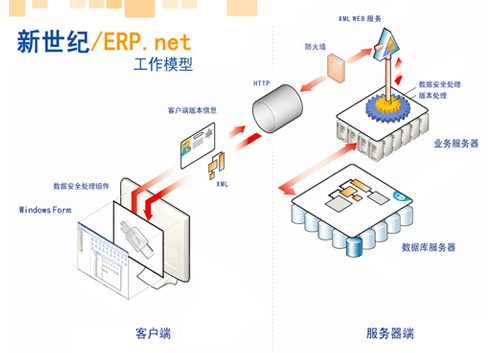 新世纪/ERP.net
工作模型
XML WEB 服务
防火墙
HTTP
数据安全处理
版本处理
客户端版本信息
业务服务器
XML
数据安全处理组件
Windows Form
数据库服务器
客户端
服务器端